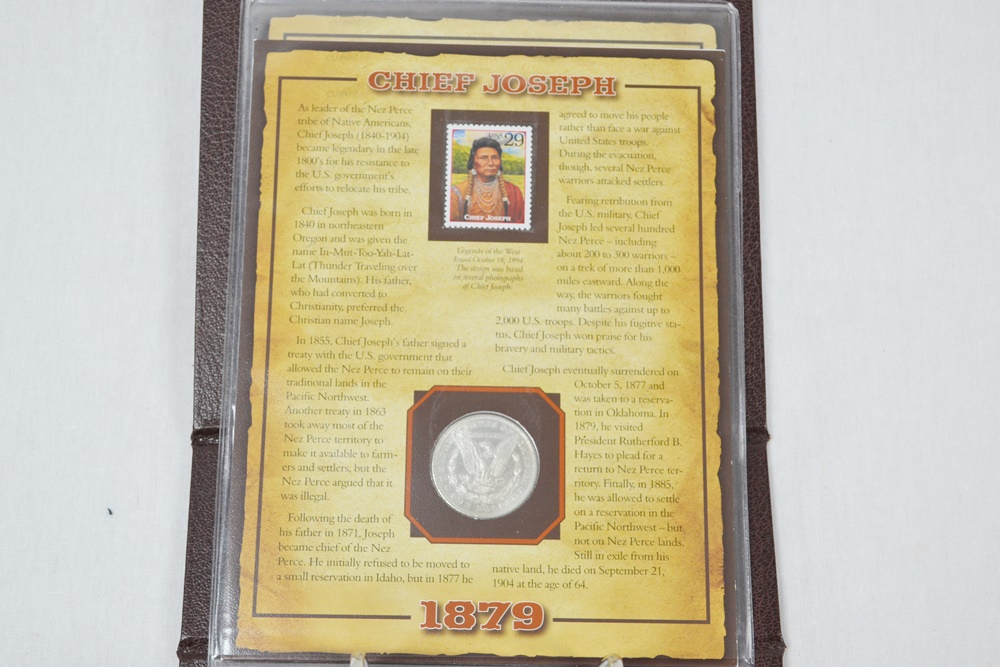 CHIEF JOSEPH
As leader of the Nez Perce
tribe of Native Americans,
Chief Joseph (1840-1904)
became legendary in the late
1800's for his resistance to
the U.S. government's
efforts to relocate his tribe.
Chief Joseph was born in
1840 in northeastern
Oregon and was given the
name In-Mut-Too-Yah-Lat-
Lat (Thunder Traveling over
the Mountains). His father,
who had converted to
Christianity, preferred the
Christian name Joseph.
In 1855, Chief Joseph's father signed a
treaty with the U.S. government that
allowed the Nez Perce to remain on their
traditional lands in the
Pacific Northwest.
Another treaty in 1863
took away most of the
Nez Perce territory to
make it available to farm-
ers and settlers, but the
Nez Perce argued that it
was illegal.
Following the death of
his father in 1871, Joseph
became chief of the Nez
Perce. He initially refused to be moved to
a small reservation in Idaho, but in 1877 he
USA 29
CHIEF JOSEPH
Legends of the West
Issued October 18, 1994
The design was based
on several photographs
of Chief Joseph.
agreed to move his people
rather than face a war against
United States troops.
During the evacuation,
though, several Nez Perce
warriors attacked settlers.
Fearing retribution from
the U.S. military, Chief
Joseph led several hundred
Nez Perce – including
about 200 to 300 warriors –
on a trek of more than 1,000
miles eastward. Along the
way, the warriors fought
many battles against up to
2,000 U.S. troops. Despite his fugitive sta-
tus, Chief Joseph won praise for his
bravery and military tactics.
Chief Joseph eventually surrendered on
October 5, 1877 and
was taken to a reserva-
tion in Oklahoma. In
1879, he visited
President Rutherford B.
Hayes to plead for a
return to Nez Perce ter-
ritory. Finally, in 1885,
he was allowed to settle
on a reservation in the
Pacific Northwest – but
not on Nez Perce lands.
Still in exile from his
native land, he died on September 21,
1904 at the age of 64.
1879